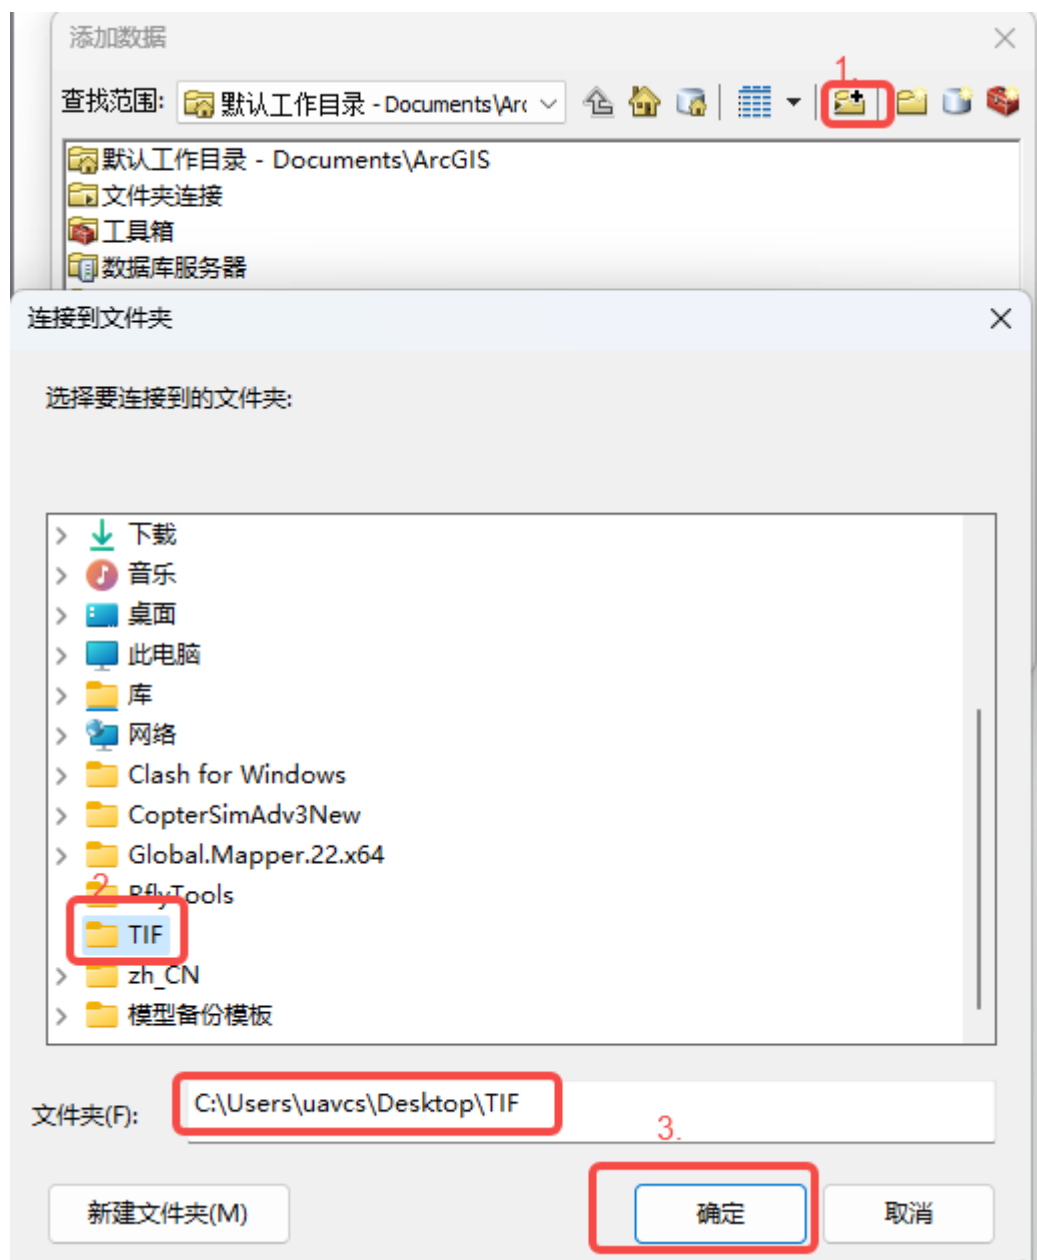 添加数据
1.
查找范围: 默认工作目录 - Documents\Arc
默认工作目录 - Documents\ArcGIS
文件夹连接
工具箱
数据库服务器
连接到文件夹
选择要连接到的文件夹:
下载
音乐
桌面
此电脑
库
网络
Clash for Windows
CopterSimAdv3New
Global.Mapper.22.x64
2
RflyTools
TIF
zh_CN
模型备份模板
文件夹(F): C:\Users\uavcs\Desktop\TIF
3.
新建文件夹(M) 确定 取消